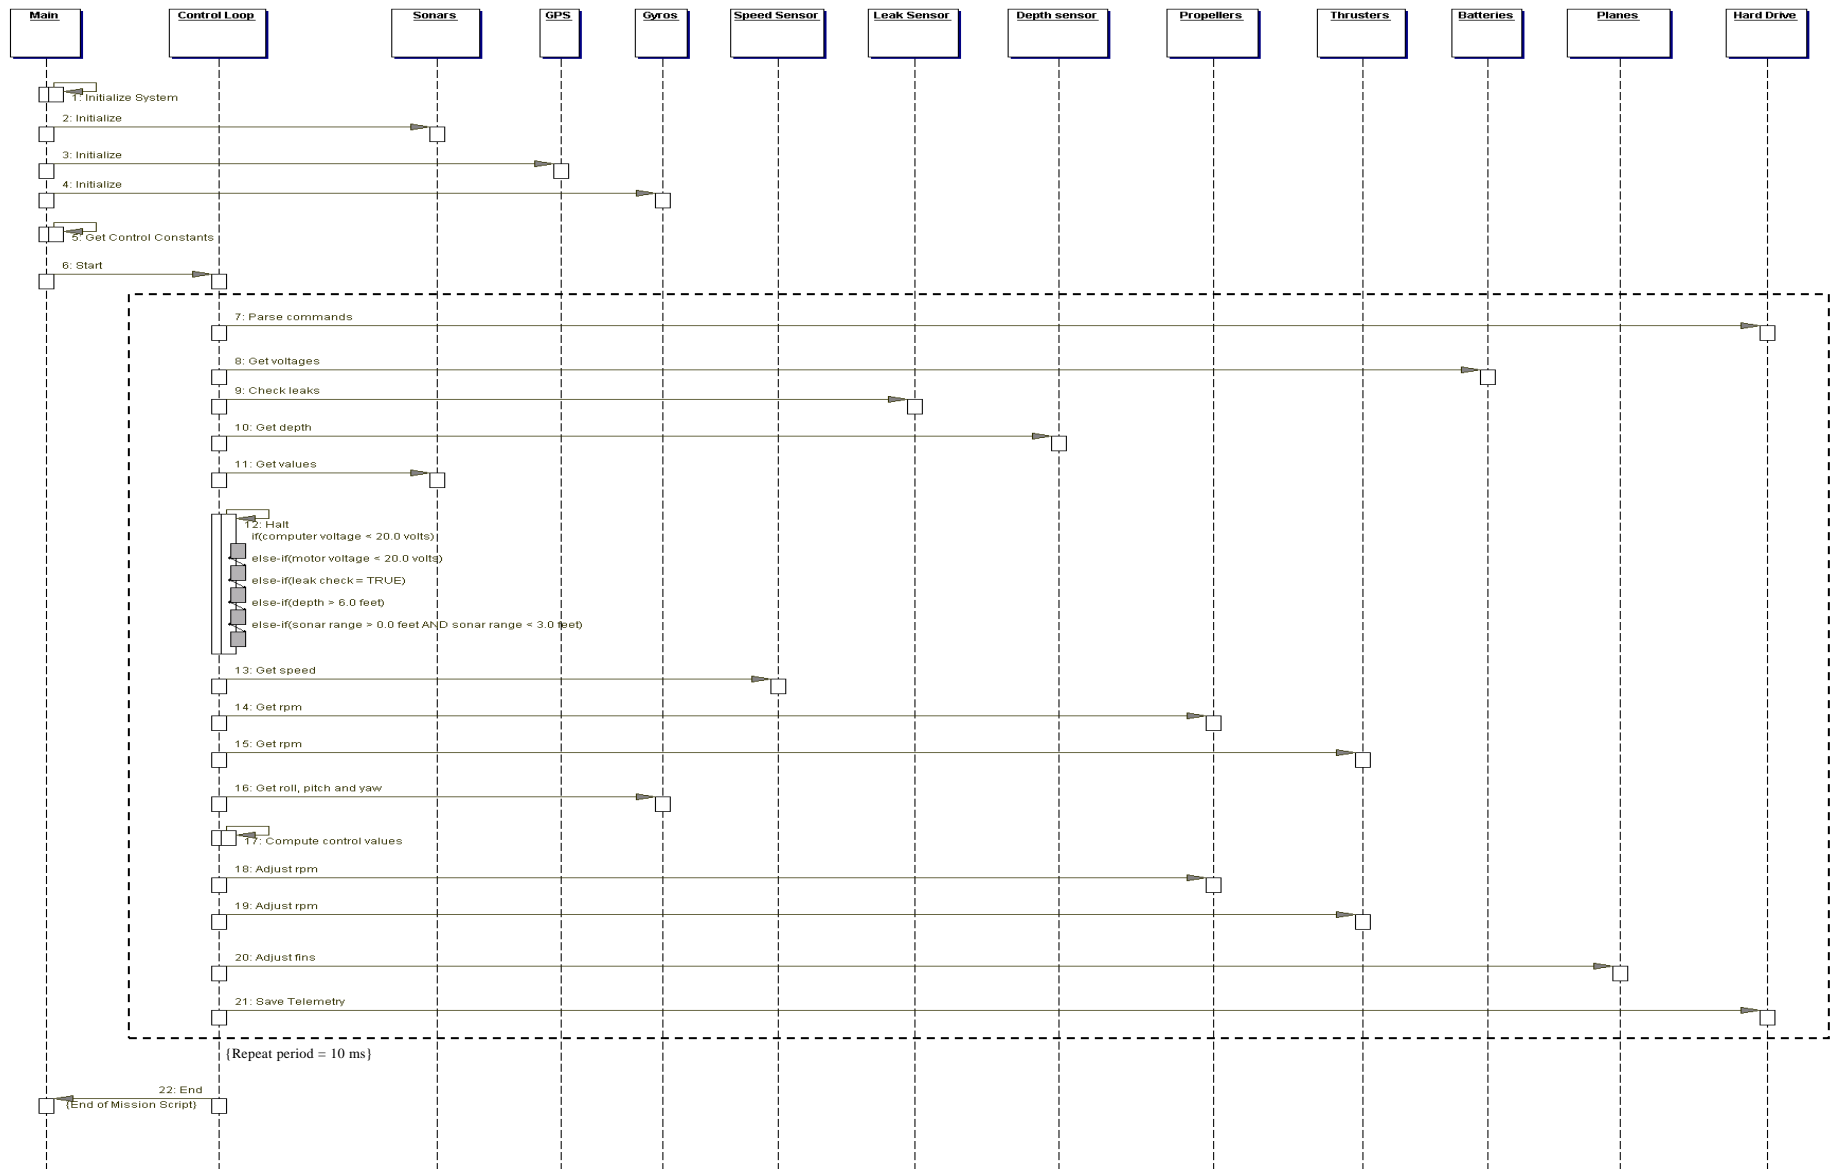 Main
Control Loop
Sonars
GPS
Gyros
Speed Sensor
Leak Sensor
Depth sensor
Propellers
Thrusters
Batteries
Planes
Hard Drive
1: Initialize System
2: Initialize
3: Initialize
4: Initialize
5: Get Control Constants
6: Start
7: Parse commands
8: Get voltages
9: Check leaks
10: Get depth
11: Get values
12: Halt
if(computer voltage < 20.0 volts)
else-if(motor voltage < 20.0 volts)
else-if(leak check = TRUE)
else-if(depth > 6.0 feet)
else-if(sonar range > 0.0 feet AND sonar range < 3.0 feet)
13: Get speed
14: Get rpm
15: Get rpm
16: Get roll, pitch and yaw
17: Compute control values
18: Adjust rpm
19: Adjust rpm
20: Adjust fins
21: Save Telemetry
{Repeat period = 10 ms}
22: End
{End of Mission Script}